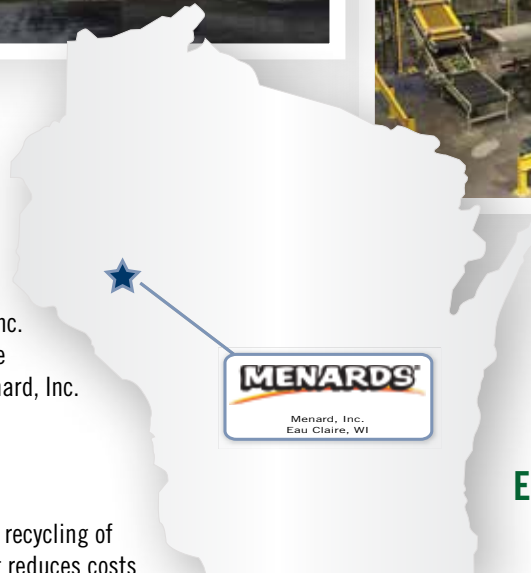 nc.
e
ard, Inc.
MENARDS
Menard, Inc.
Eau Claire, WI
E
recycling of
reduces costs